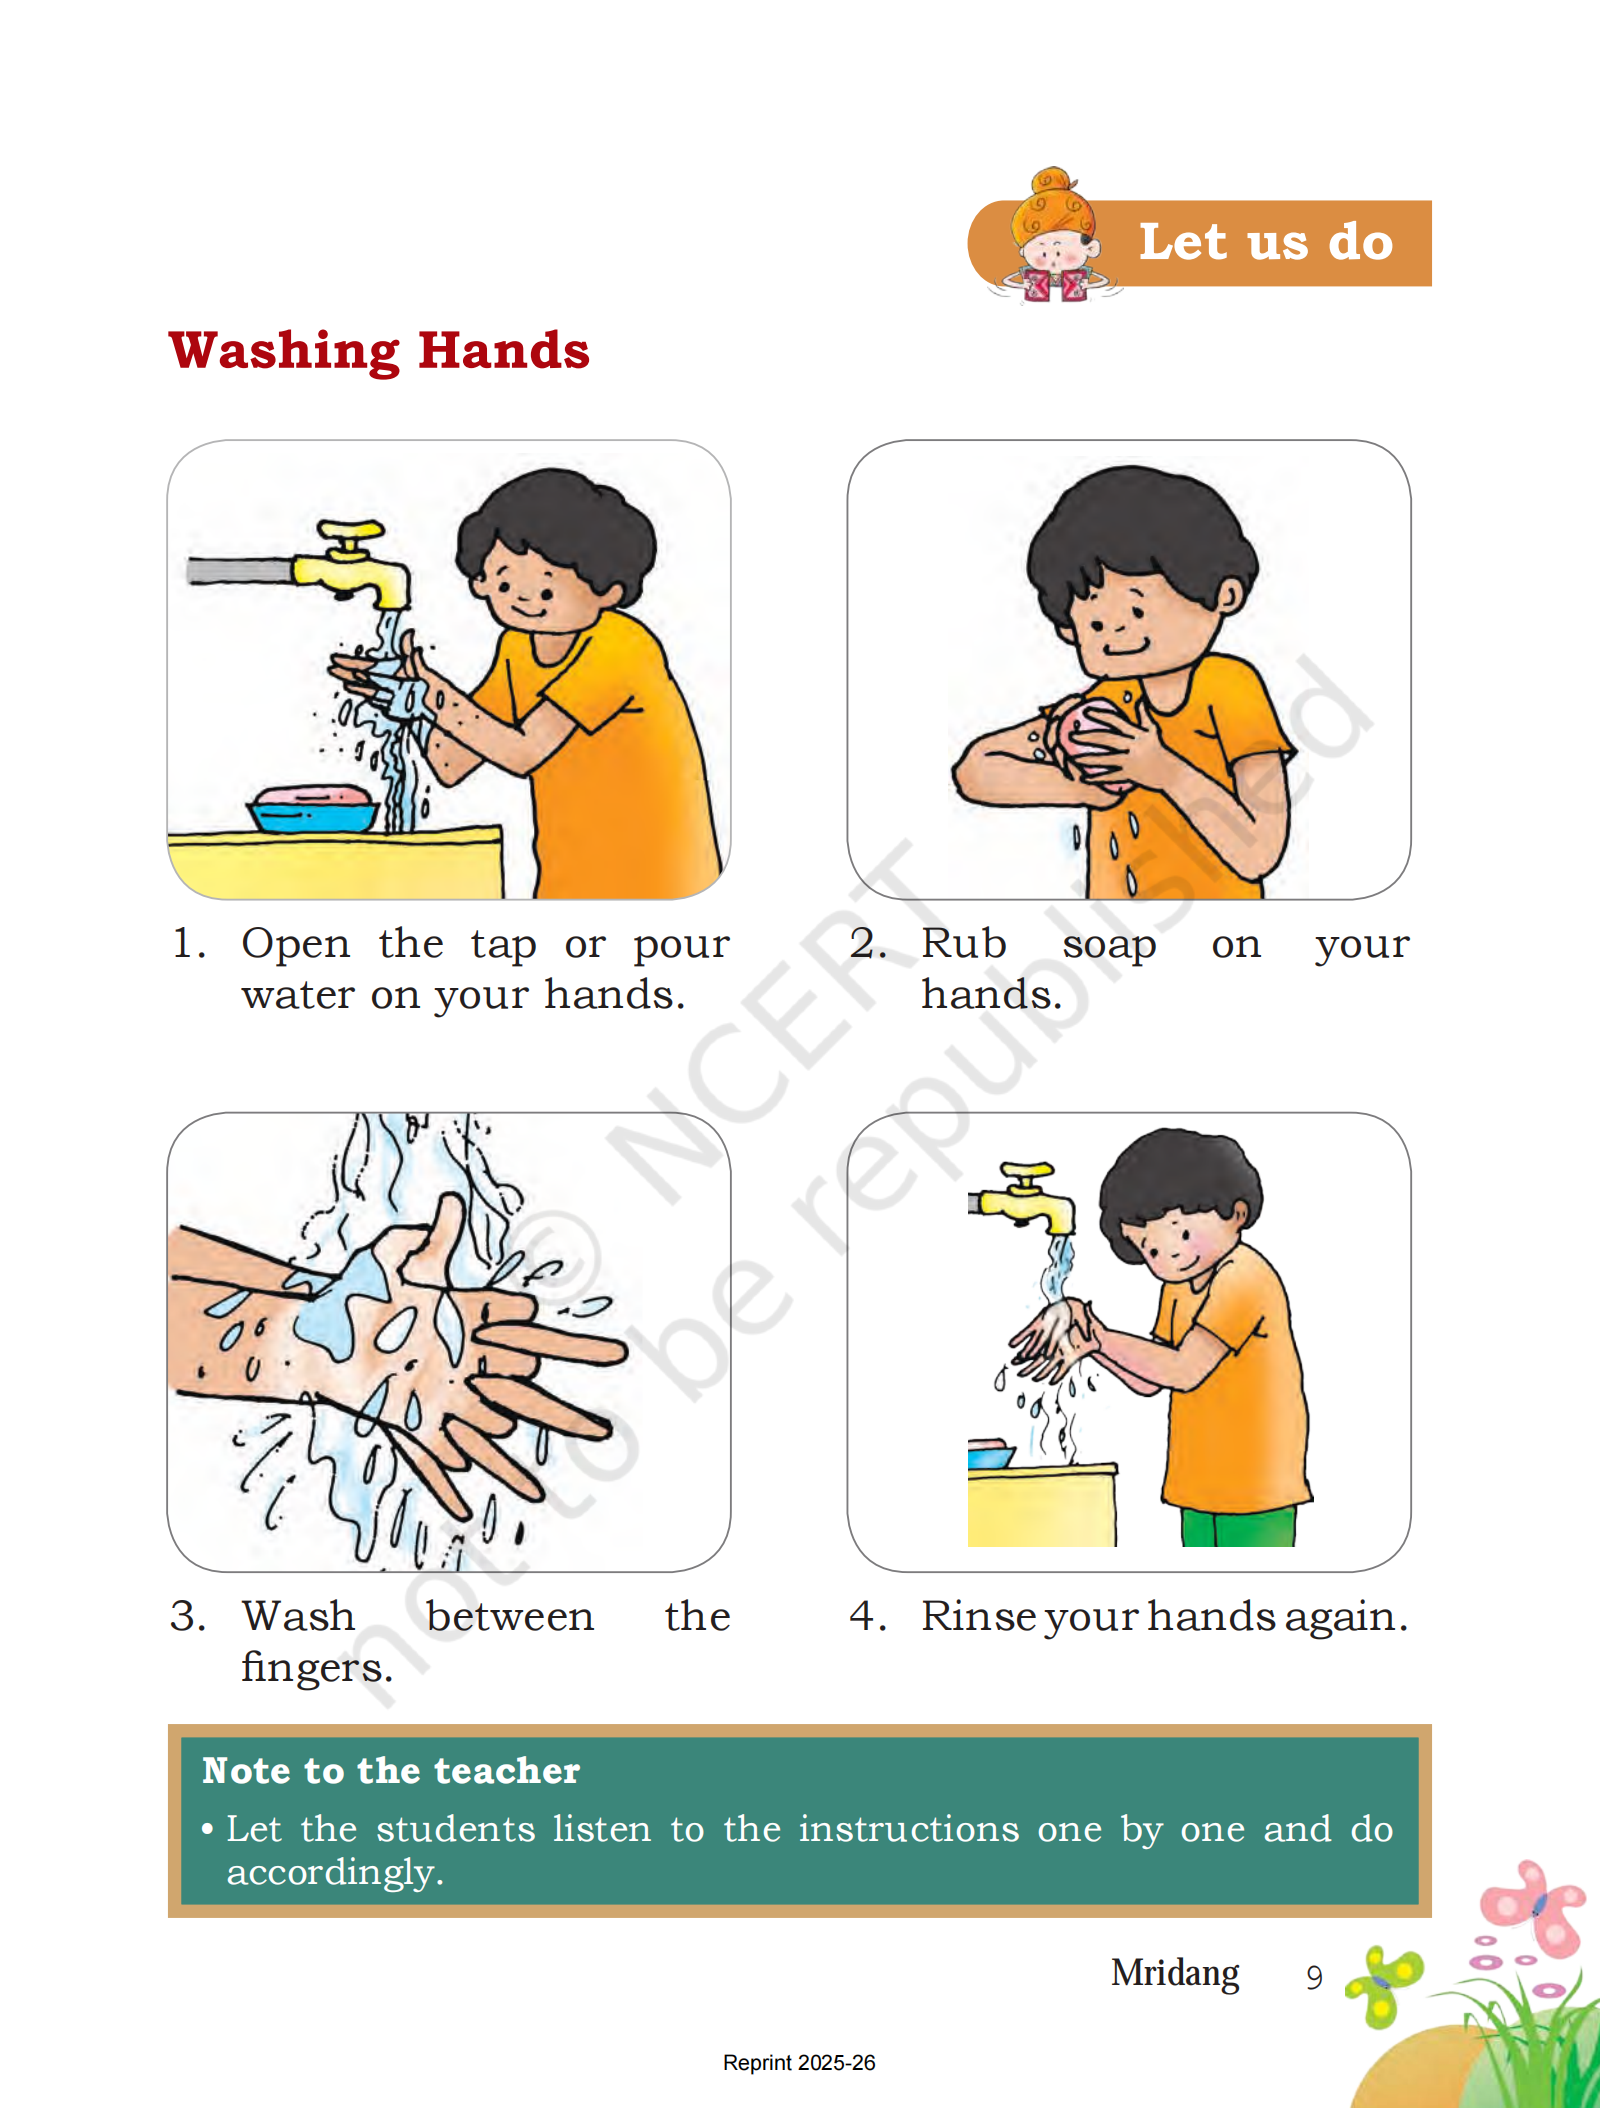 Let us do
Washing Hands
1. Open the tap or pour
water on your hands.
2. Rub soap on your
hands.
3. Wash between the
fingers.
4. Rinse your hands again.
© NCERT
not to be republished
Note to the teacher
• Let the students listen to the instructions one by one and do
accordingly.
Mridang 9
Reprint 2025-26